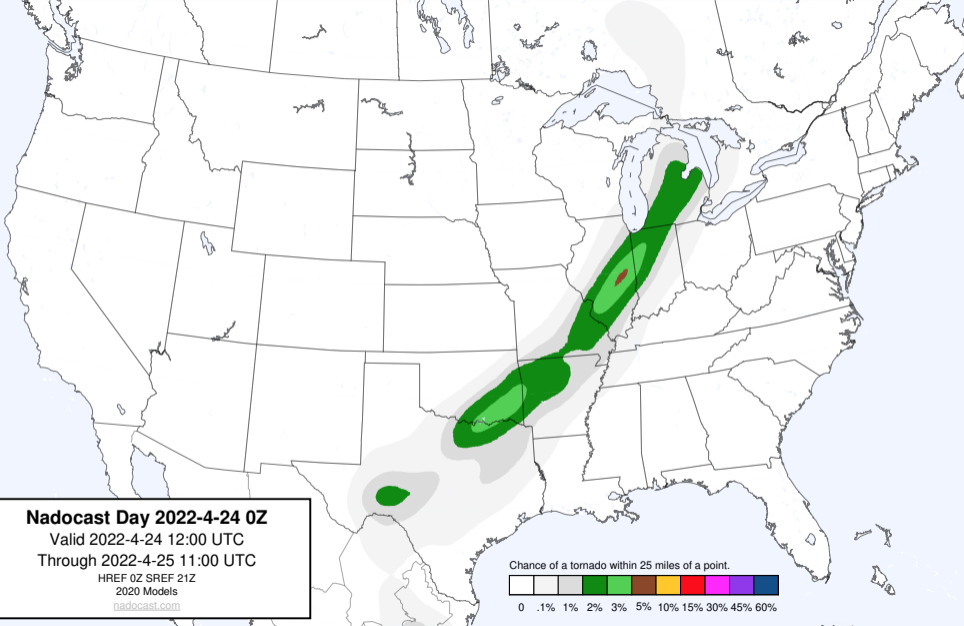 Nadocast Day 2022-4-24 0Z
Valid 2022-4-24 12:00 UTC
Through 2022-4-25 11:00 UTC
HREF 0Z SREF 21Z
2020 Models
nadocast.com
Chance of a tornado within 25 miles of a point.
0 .1% 1% 2% 3% 5% 10% 15% 30% 45% 60%